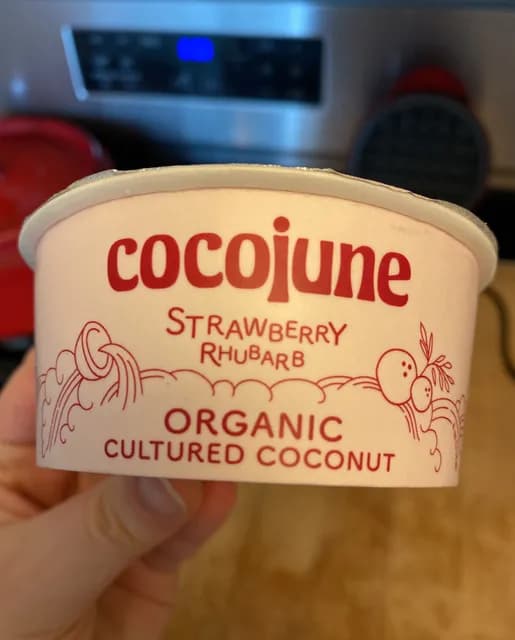 cocojune
STRAWBERRY
RHUBARB
ORGANIC
CULTURED COCONUT